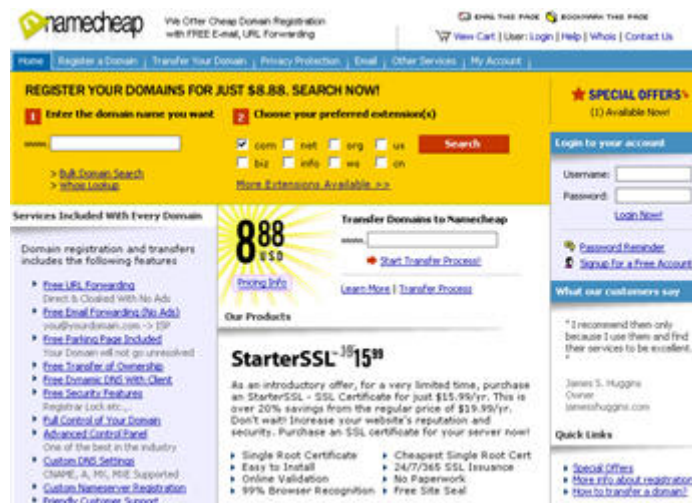 namecheap
We Offer Cheap Domain Registration
with FREE E-mail, URL Forwarding
EMAIL THIS PAGE BOOKMARK THIS PAGE
View Cart | User: Login | Help | Whois | Contact Us
Home | Register a Domain | Transfer Your Domain | Privacy Protection | Email | Other Services | My Account
REGISTER YOUR DOMAINS FOR JUST $8.88. SEARCH NOW!
1 Enter the domain name you want
2 Choose your preferred extension(s)
www.
com net org us
biz info ws cn
Search
> Bulk Domain Search
> Whois Lookup
More Extensions Available >>
SPECIAL OFFERS
(1) Available Now!
Login to your account
Username:
Password:
Login Now!
Password Reminder
Signup for a Free Account
Services Included With Every Domain
Domain registration and transfers
includes the following features
Free URL Forwarding
Direct & Cloaked With No Ads
Free Email Forwarding (No Ads)
you@yourdomain.com -> ISP
Free Parking Page Included
Your Domain will not go unresolved
Free Transfer of Ownership
Free Dynamic DNS With Client
Free Security Features
Registrar Lock etc...
Full Control of Your Domain
Advanced Control Panel
One of the best in the industry
Custom DNS Settings
CNAME, A, MX, MXE Supported
Custom Nameserver Registration
Friendly Customer Support
888 USD
Pricing Info
Transfer Domains to Namecheap
www.
Start Transfer Process!
Learn More | Transfer Process
Our Products
StarterSSL 15 99
As an introductory offer, for a very limited time, purchase
an StarterSSL - SSL Certificate for just $15.99/yr. This is
over 20% savings from the regular price of $19.99/yr.
Don't wait! Increase your website's reputation and
security. Purchase an SSL certificate for your server now!
Single Root Certificate
Easy to Install
Online Validation
99% Browser Recognition
Cheapest Single Root Cert
24/7/365 SSL Issuance
No Paperwork
Free Site Seal
What our customers say
"I recommend them only
because I use them and find
their services to be excellent.
"
James S. Huggins
Owner
jamesshuggins.com
Quick Links
Special Offers
More info about registration
How to transfer a domain?